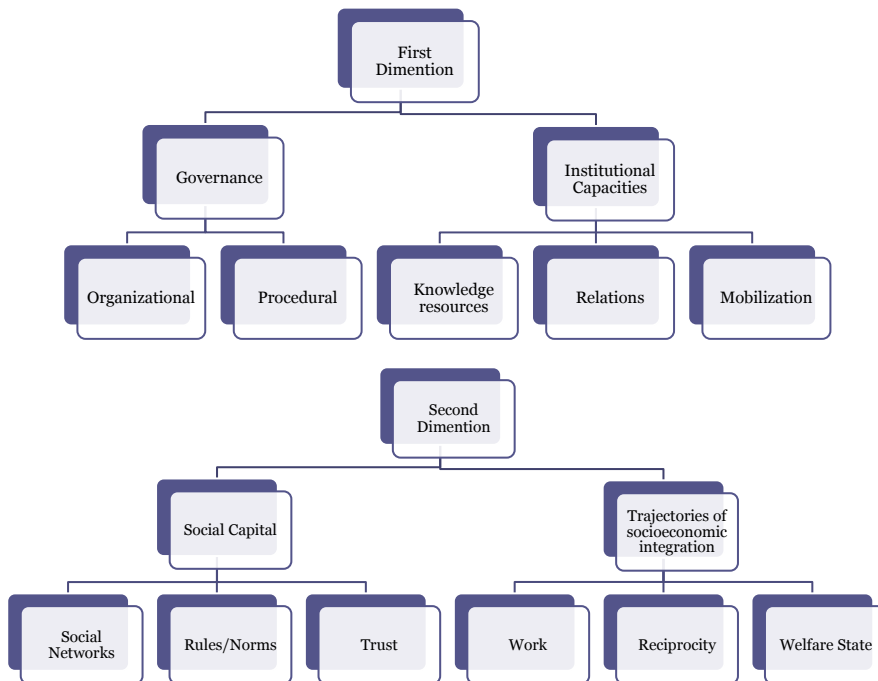 First
Dimention
Governance
Institutional
Capacities
Organizational
Procedural
Knowledge
resources
Relations
Mobilization
Second
Dimention
Social Capital
Trajectories of
socioeconomic
integration
Social
Networks
Rules/Norms
Trust
Work
Reciprocity
Welfare State